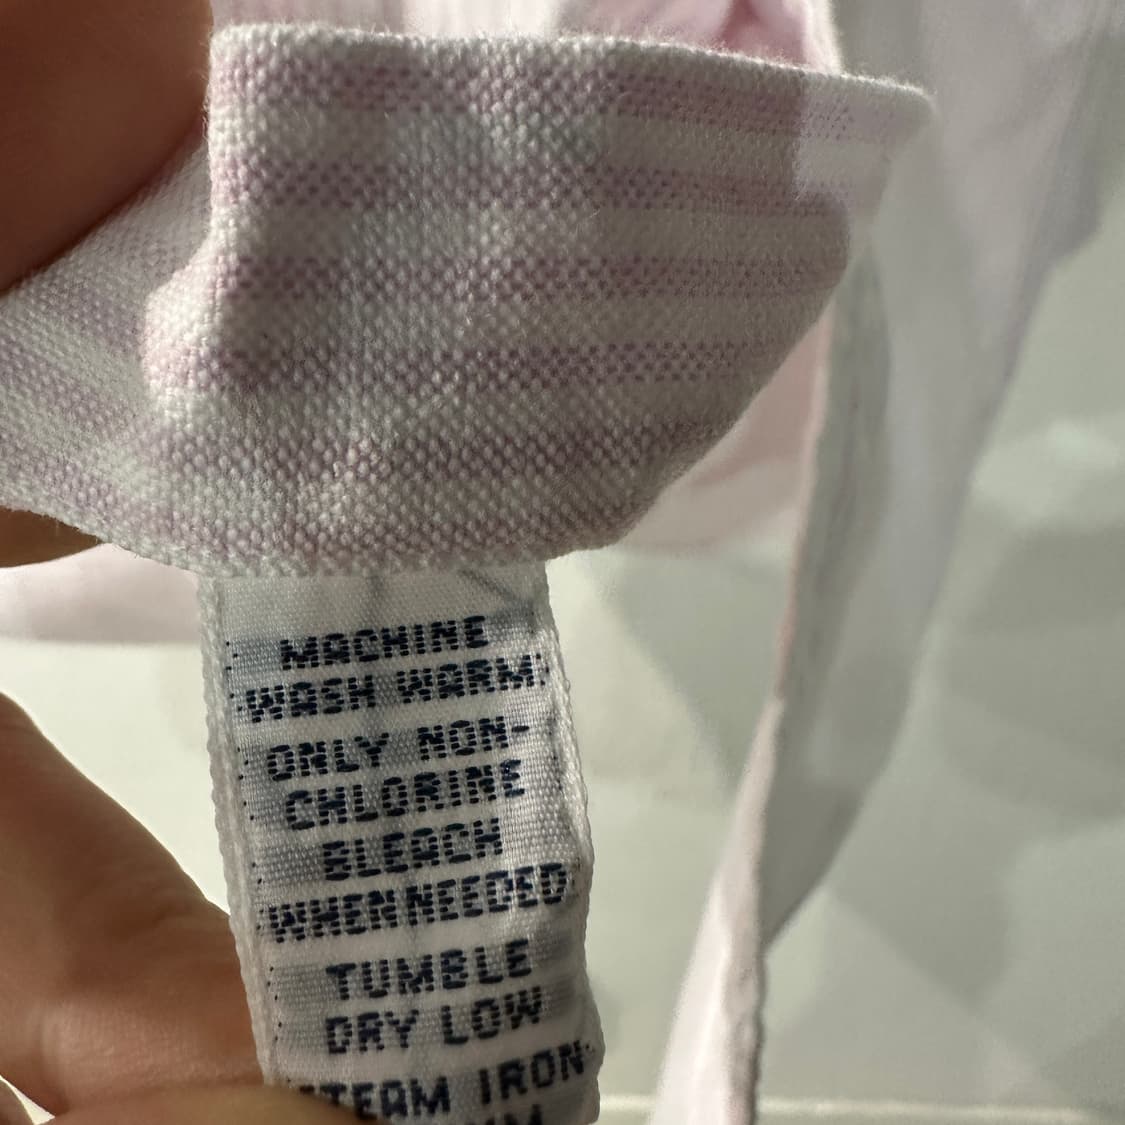 MACHINE
WASH WARM
ONLY NON-
CHLORINE
BLEACH
WHEN NEEDED
TUMBLE
DRY LOW
STEAM IRON